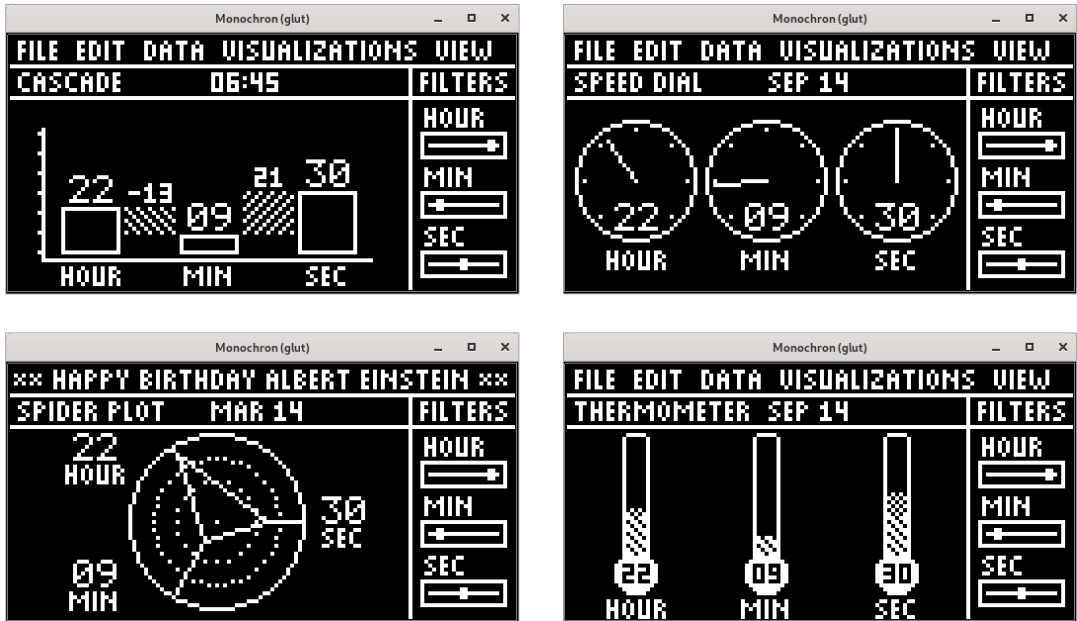 Monochron (glut)
FILE EDIT DATA VISUALIZATIONS VIEW
CASCADE 06:45 FILTERS
HOUR
MIN
SEC
22 -13 09 21 30
HOUR MIN SEC
Monochron (glut)
FILE EDIT DATA VISUALIZATIONS VIEW
SPEED DIAL SEP 14 FILTERS
HOUR
MIN
SEC
22 09 30
HOUR MIN SEC
Monochron (glut)
** HAPPY BIRTHDAY ALBERT EINSTEIN **
SPIDER PLOT MAR 14 FILTERS
HOUR
MIN
SEC
22
HOUR
30
SEC
09
MIN
Monochron (glut)
FILE EDIT DATA VISUALIZATIONS VIEW
THERMOMETER SEP 14 FILTERS
HOUR
MIN
SEC
22 09 30
HOUR MIN SEC